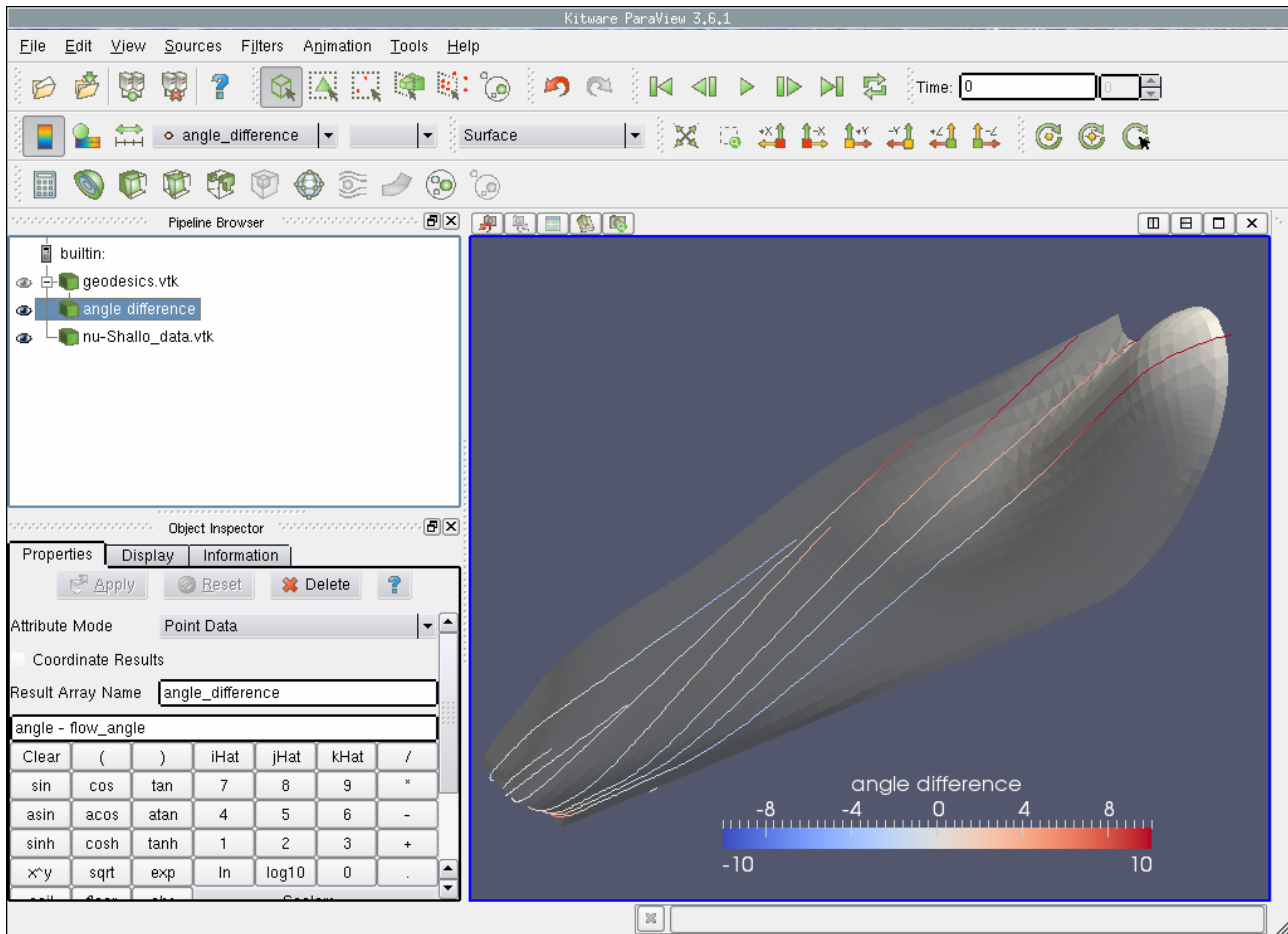 Kitware ParaView 3.6.1
File Edit View Sources Filters Animation Tools Help
Time: 0 0
angle_difference Surface +X -X +Y -Y +Z -Z
Pipeline Browser
builtin:
geodesics.vtk
angle difference
nu-Shallo_data.vtk
Object Inspector
Properties Display Information
Apply Reset Delete ?
Attribute Mode Point Data
Coordinate Results
Result Array Name angle_difference
angle - flow_angle
Clear ( ) iHat jHat kHat /
sin cos tan 7 8 9 *
asin acos atan 4 5 6 -
sinh cosh tanh 1 2 3 +
x^y sqrt exp ln log10 0 .
angle difference
-8 -4 0 4 8
-10 10